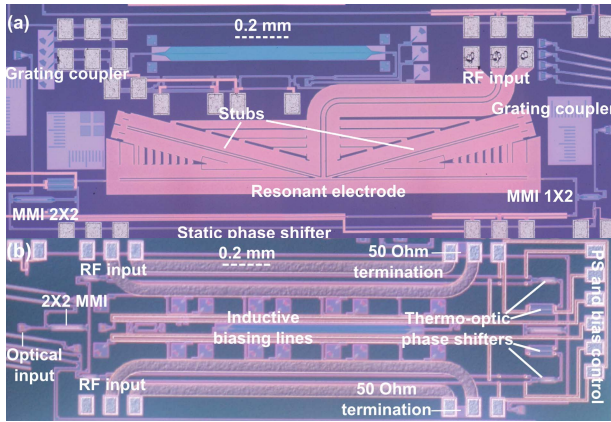 (a)
0.2 mm
Grating coupler
RF input
Grating coupler
Stubs
Resonant electrode
MMI 2X2
MMI 1X2
Static phase shifter
(b)
0.2 mm
50 Ohm
termination
RF input
2X2 MMI
Inductive
biasing lines
Thermo-optic
phase shifters
PS and bias control
Optical
input
RF input
50 Ohm
termination